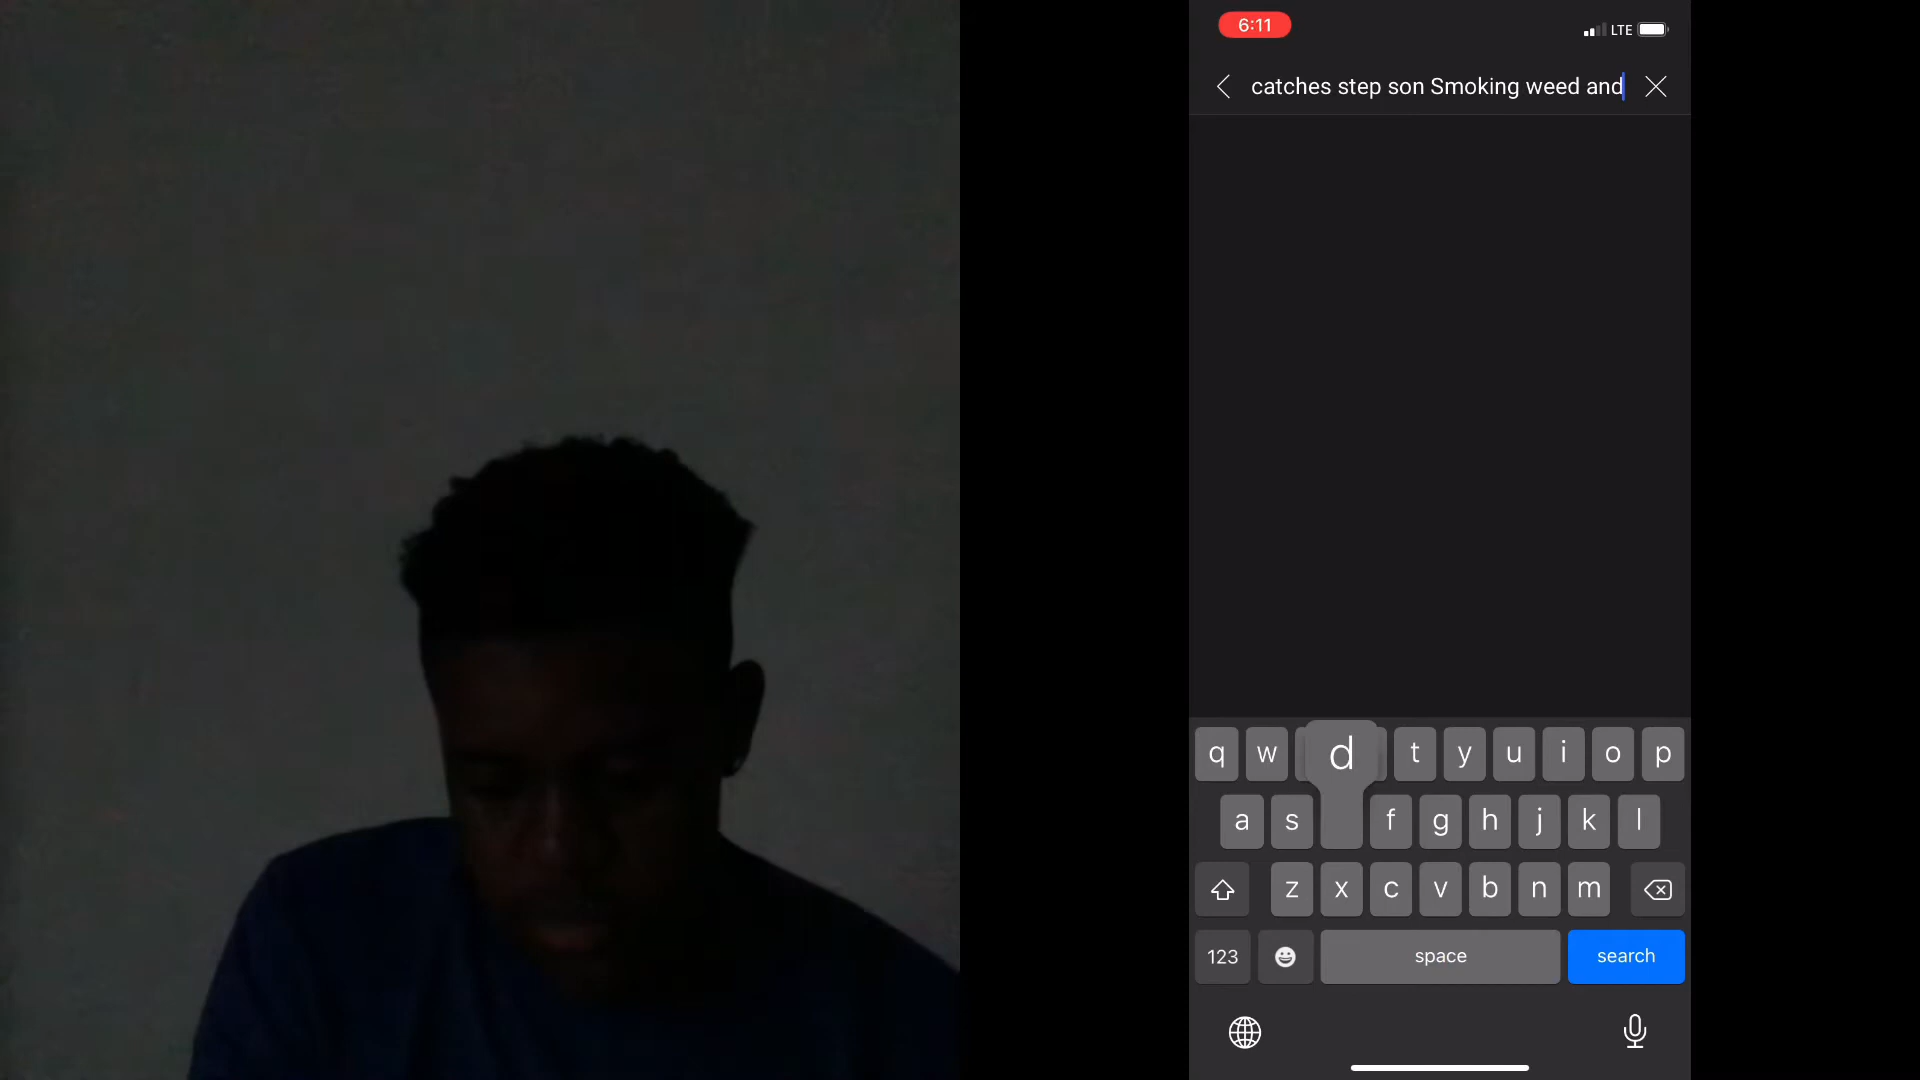 6:11
LTE
catches step son Smoking weed and
q w d t y u i o p
a s f g h j k l
z x c v b n m
123 space search